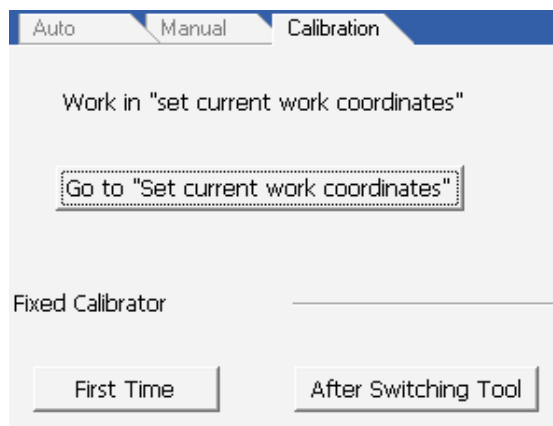 Auto Manual Calibration
Work in "set current work coordinates"
Go to "Set current work coordinates"
Fixed Calibrator
First Time After Switching Tool